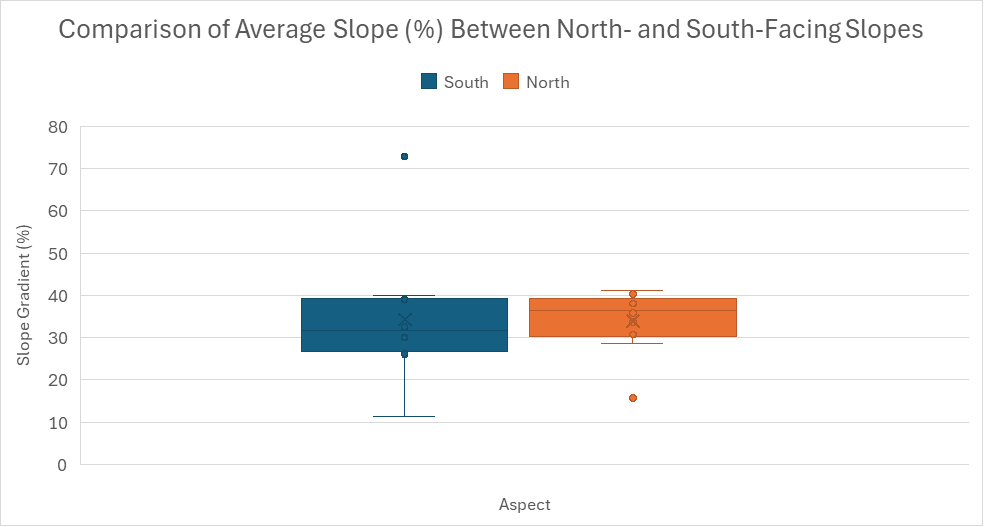 Comparison of Average Slope (%) Between North- and South-Facing Slopes
South North
80
70
60
50
40
30
20
10
0
Slope Gradient (%)
Aspect